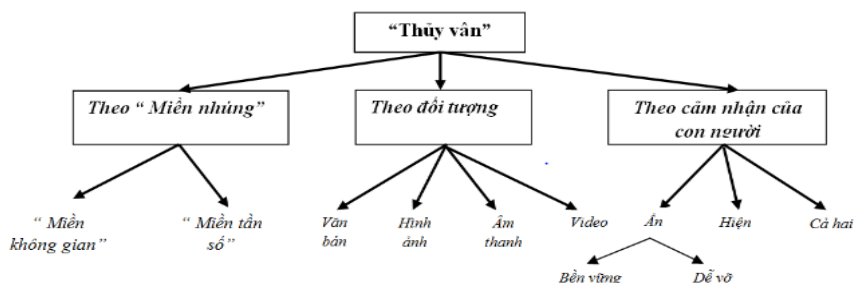 “Thủy vân”
Theo “ Miền nhúng”
Theo đối tượng
Theo cảm nhận của
con người
“ Miền
không gian”
“ Miền tần
số”
Văn
bản
Hình
ảnh
Âm
thanh
Video
Ẩn
Hiện
Cả hai
Bền vững
Dễ vỡ